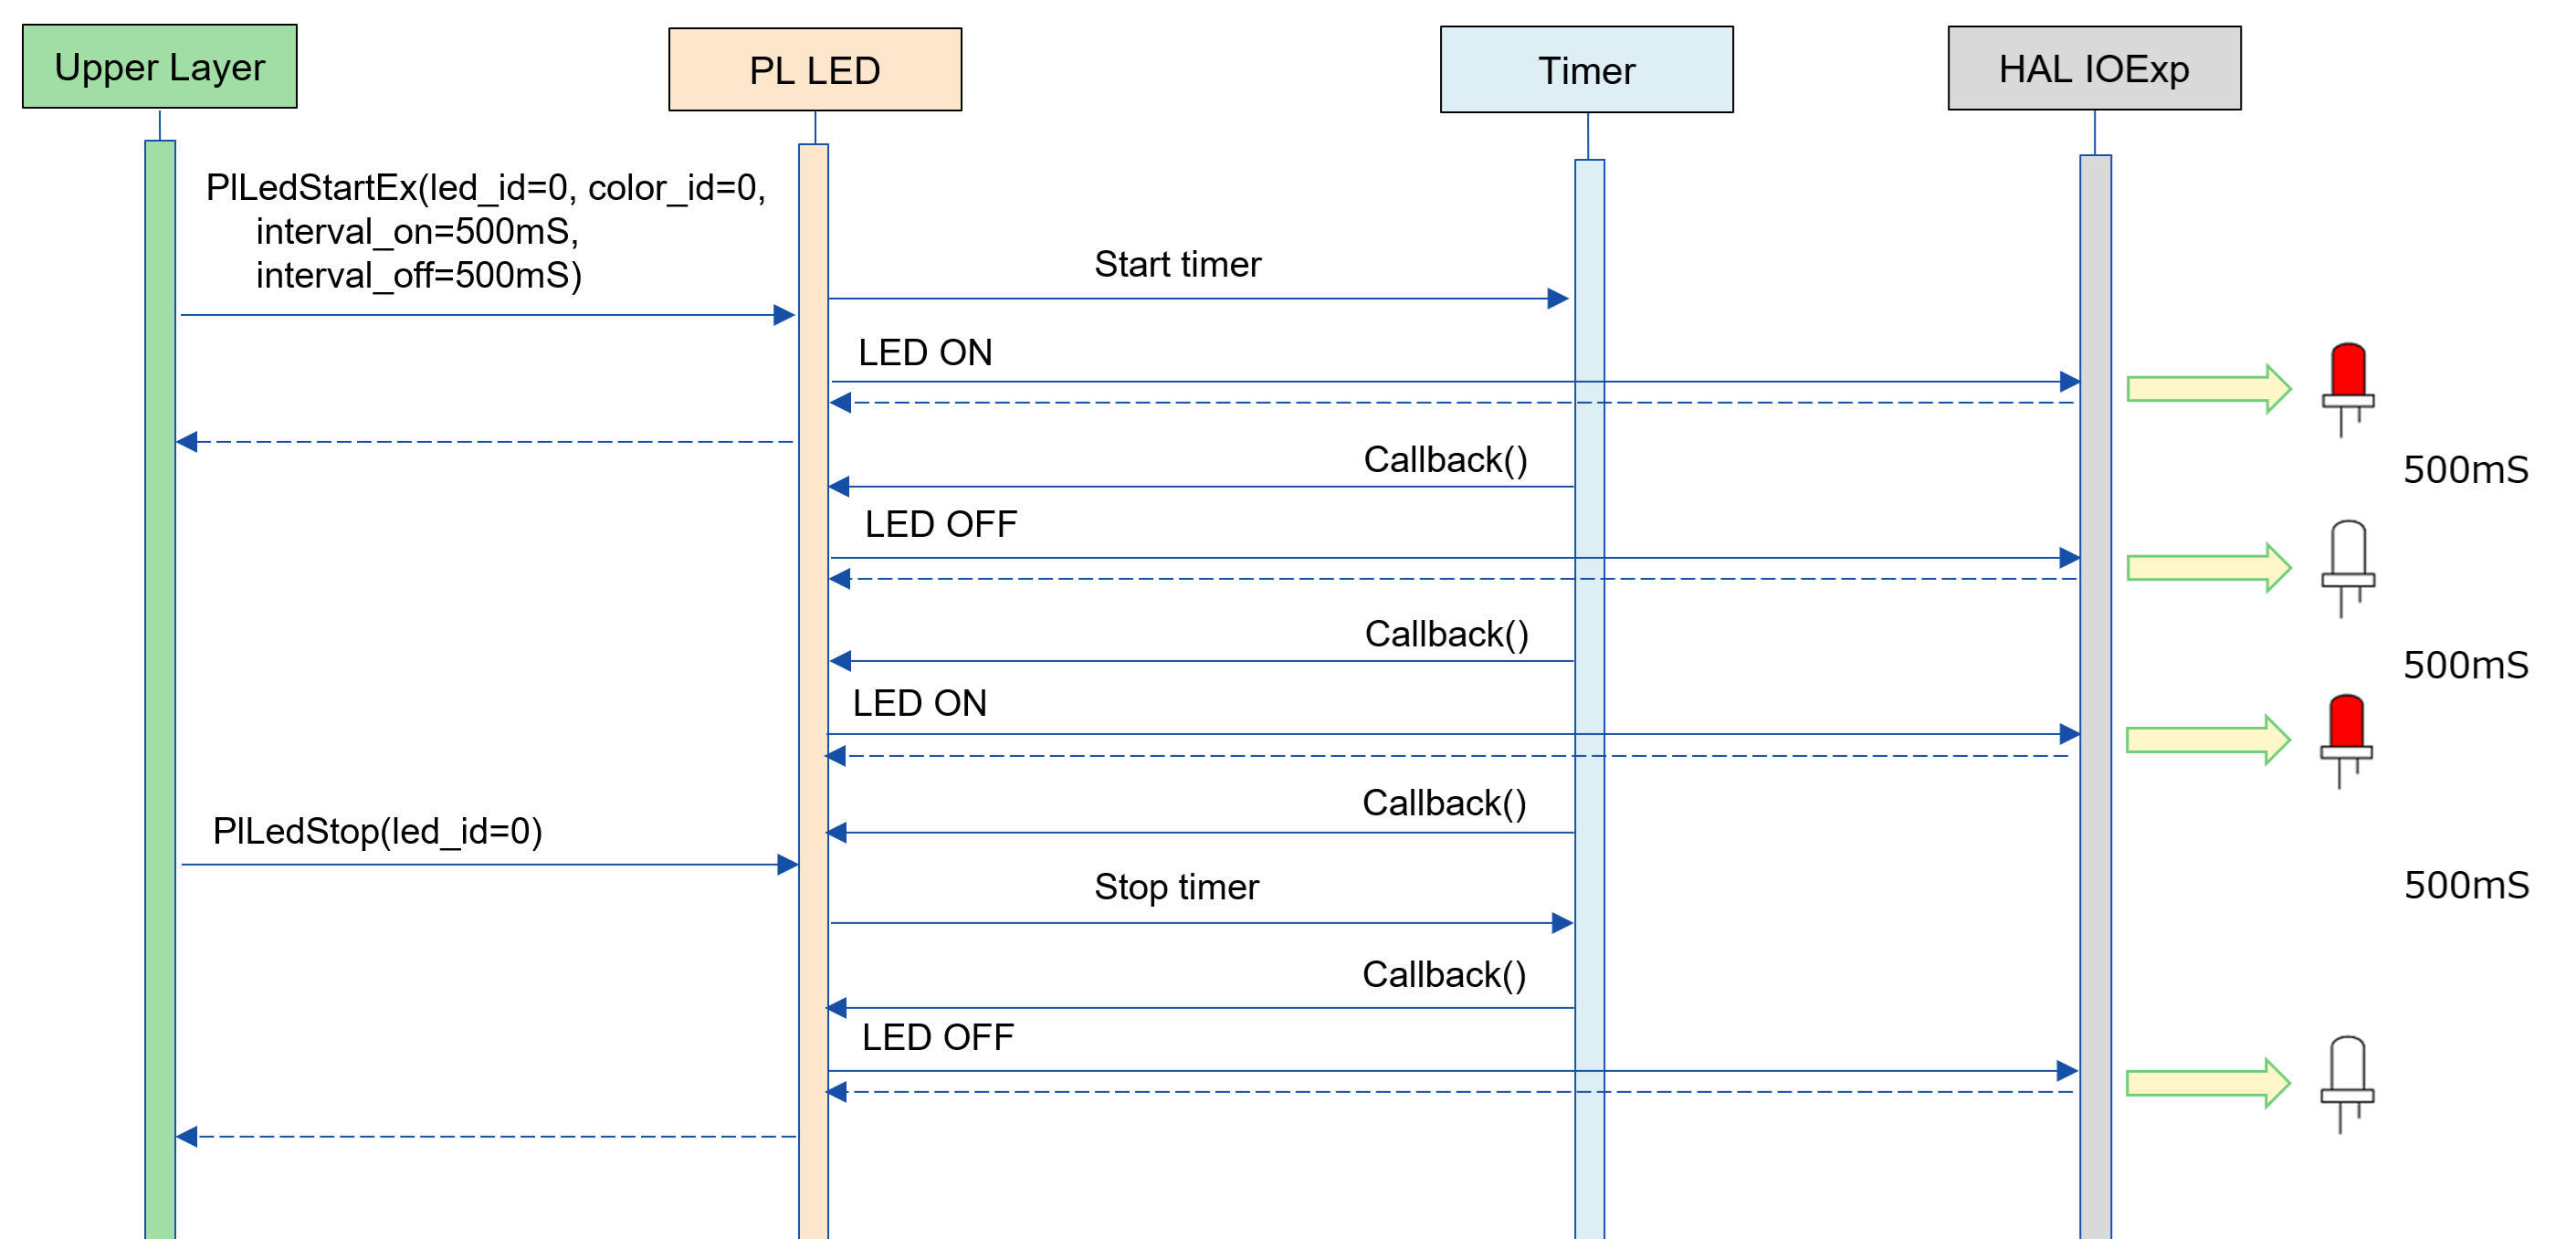 Upper Layer
PL LED
Timer
HAL IOExp
PlLedStartEx(led_id=0, color_id=0,
interval_on=500mS,
interval_off=500mS)
Start timer
LED ON
Callback()
500mS
LED OFF
Callback()
500mS
LED ON
Callback()
PlLedStop(led_id=0)
Stop timer
500mS
Callback()
LED OFF